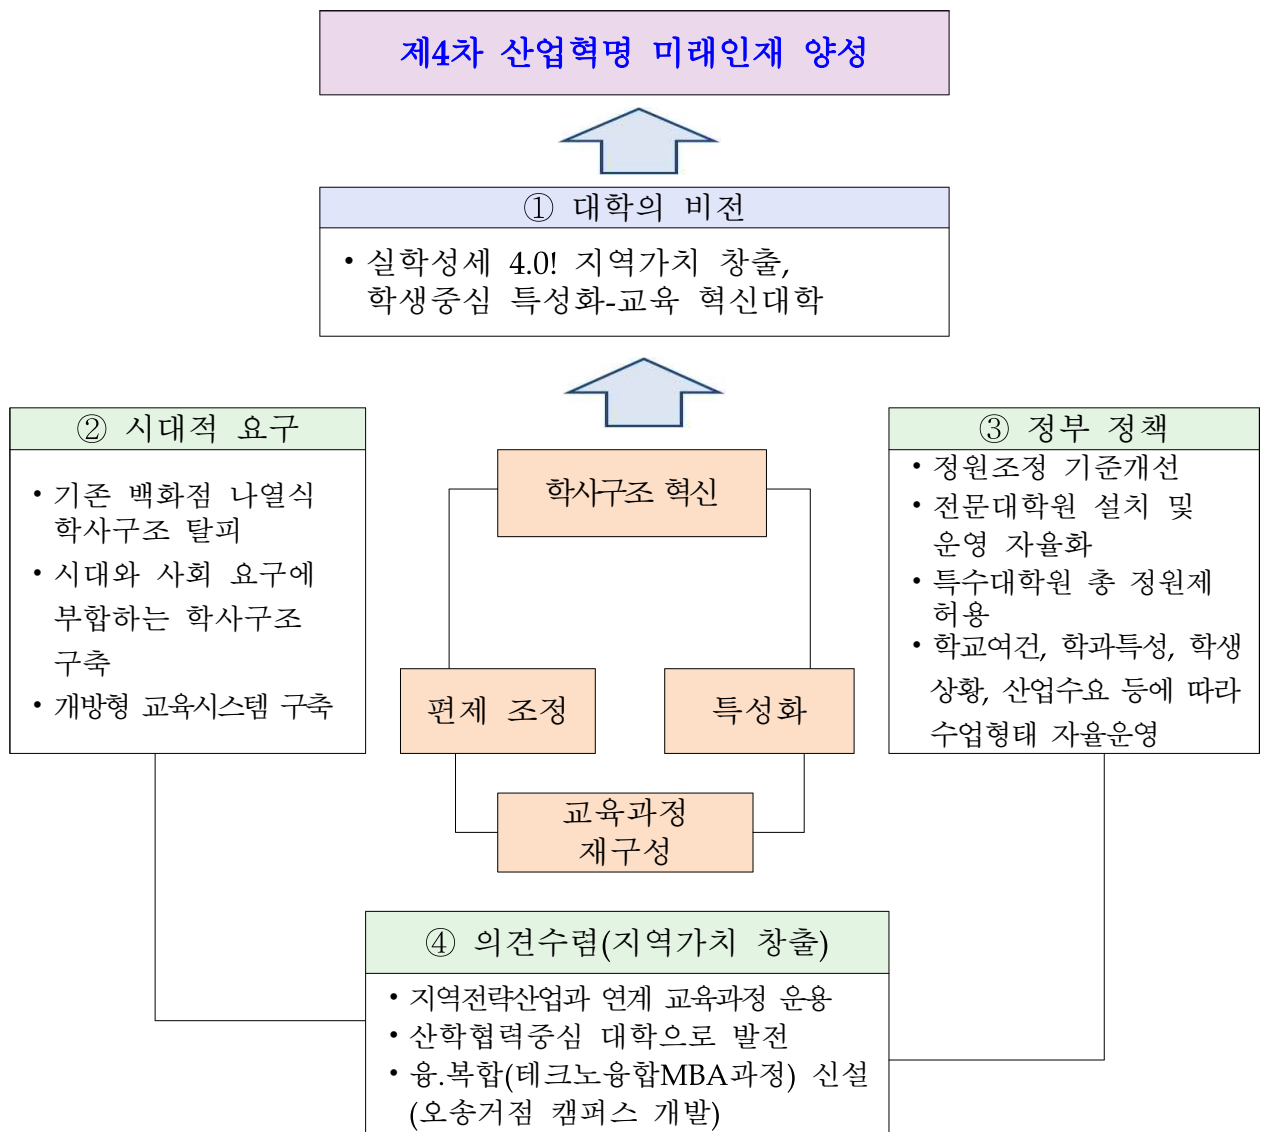 제4차 산업혁명 미래인재 양성
① 대학의 비전
• 실학성세 4.0! 지역가치 창출,
학생중심 특성화-교육 혁신대학
② 시대적 요구
• 기존 백화점 나열식
학사구조 탈피
• 시대와 사회 요구에
부합하는 학사구조
구축
• 개방형 교육시스템 구축
학사구조 혁신
편제 조정
특성화
교육과정
재구성
③ 정부 정책
• 정원조정 기준개선
• 전문대학원 설치 및
운영 자율화
• 특수대학원 총 정원제
허용
• 학교여건, 학과특성, 학생
상황, 산업수요 등에 따라
수업형태 자율운영
④ 의견수렴(지역가치 창출)
• 지역전략산업과 연계 교육과정 운용
• 산학협력중심 대학으로 발전
• 융.복합(테크노융합MBA과정) 신설
(오송거점 캠퍼스 개발)